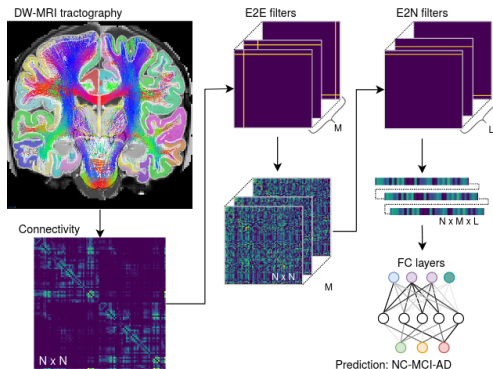 DW-MRI tractography
E2E filters
E2N filters
M
L
N x M x L
Connectivity
N x N
N x N
M
FC layers
Prediction: NC-MCI-AD